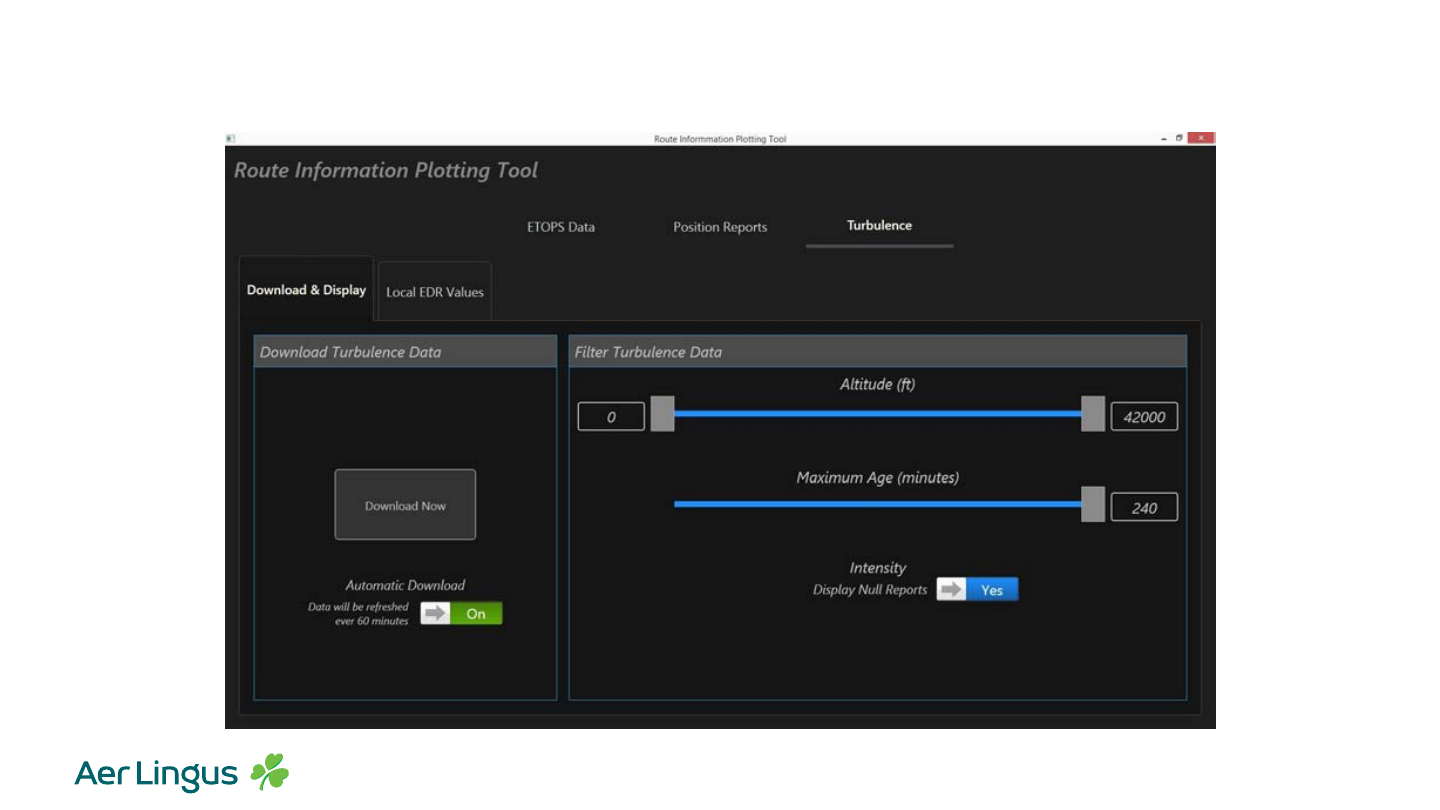 Route Informmation Plotting Tool
Route Information Plotting Tool
ETOPS Data
Position Reports
Turbulence
Download & Display
Local EDR Values
Download Turbulence Data
Download Now
Automatic Download
Data will be refreshed
ever 60 minutes
On
Filter Turbulence Data
Altitude (ft)
0
42000
Maximum Age (minutes)
240
Intensity
Display Null Reports
Yes
Aer Lingus